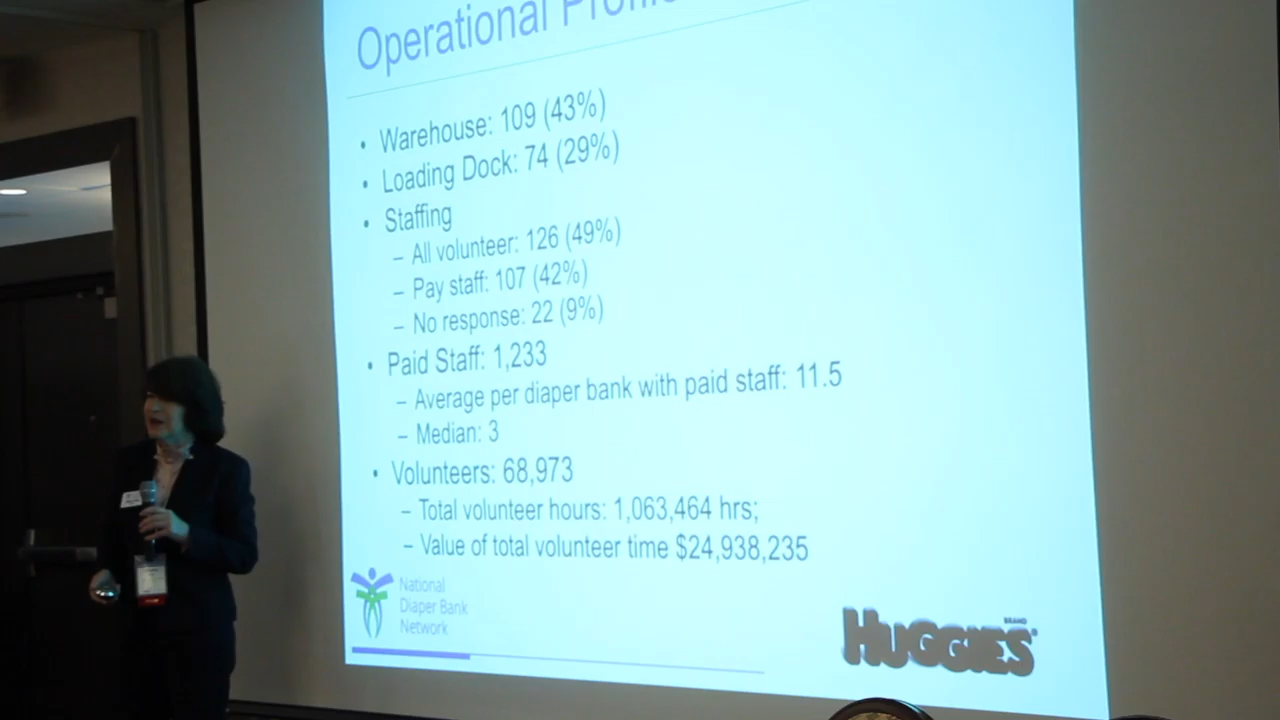 Operational Profile
• Warehouse: 109 (43%)
• Loading Dock: 74 (29%)
• Staffing
– All volunteer: 126 (49%)
– Pay staff: 107 (42%)
– No response: 22 (9%)
• Paid Staff: 1,233
– Average per diaper bank with paid staff: 11.5
– Median: 3
• Volunteers: 68,973
– Total volunteer hours: 1,063,464 hrs;
– Value of total volunteer time $24,938,235
National
Diaper Bank
Network
BRAND
HUGGIES®